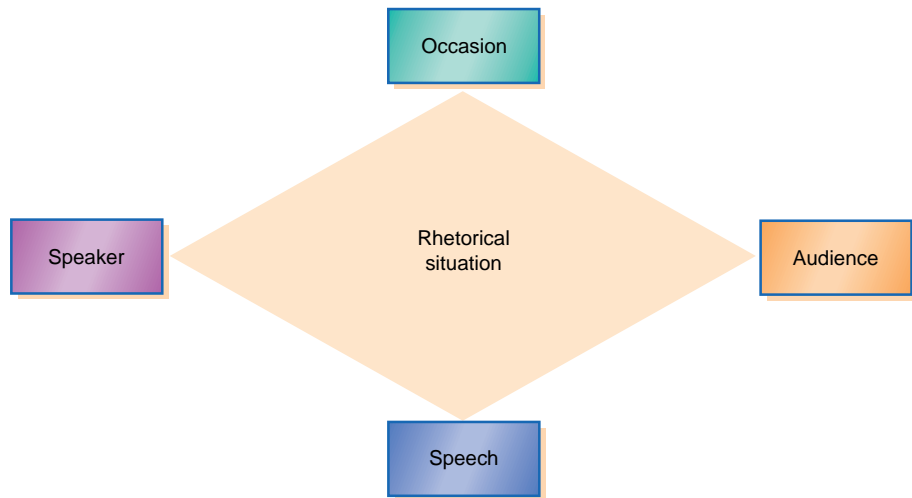 Occasion
Speaker
Rhetorical
situation
Audience
Speech